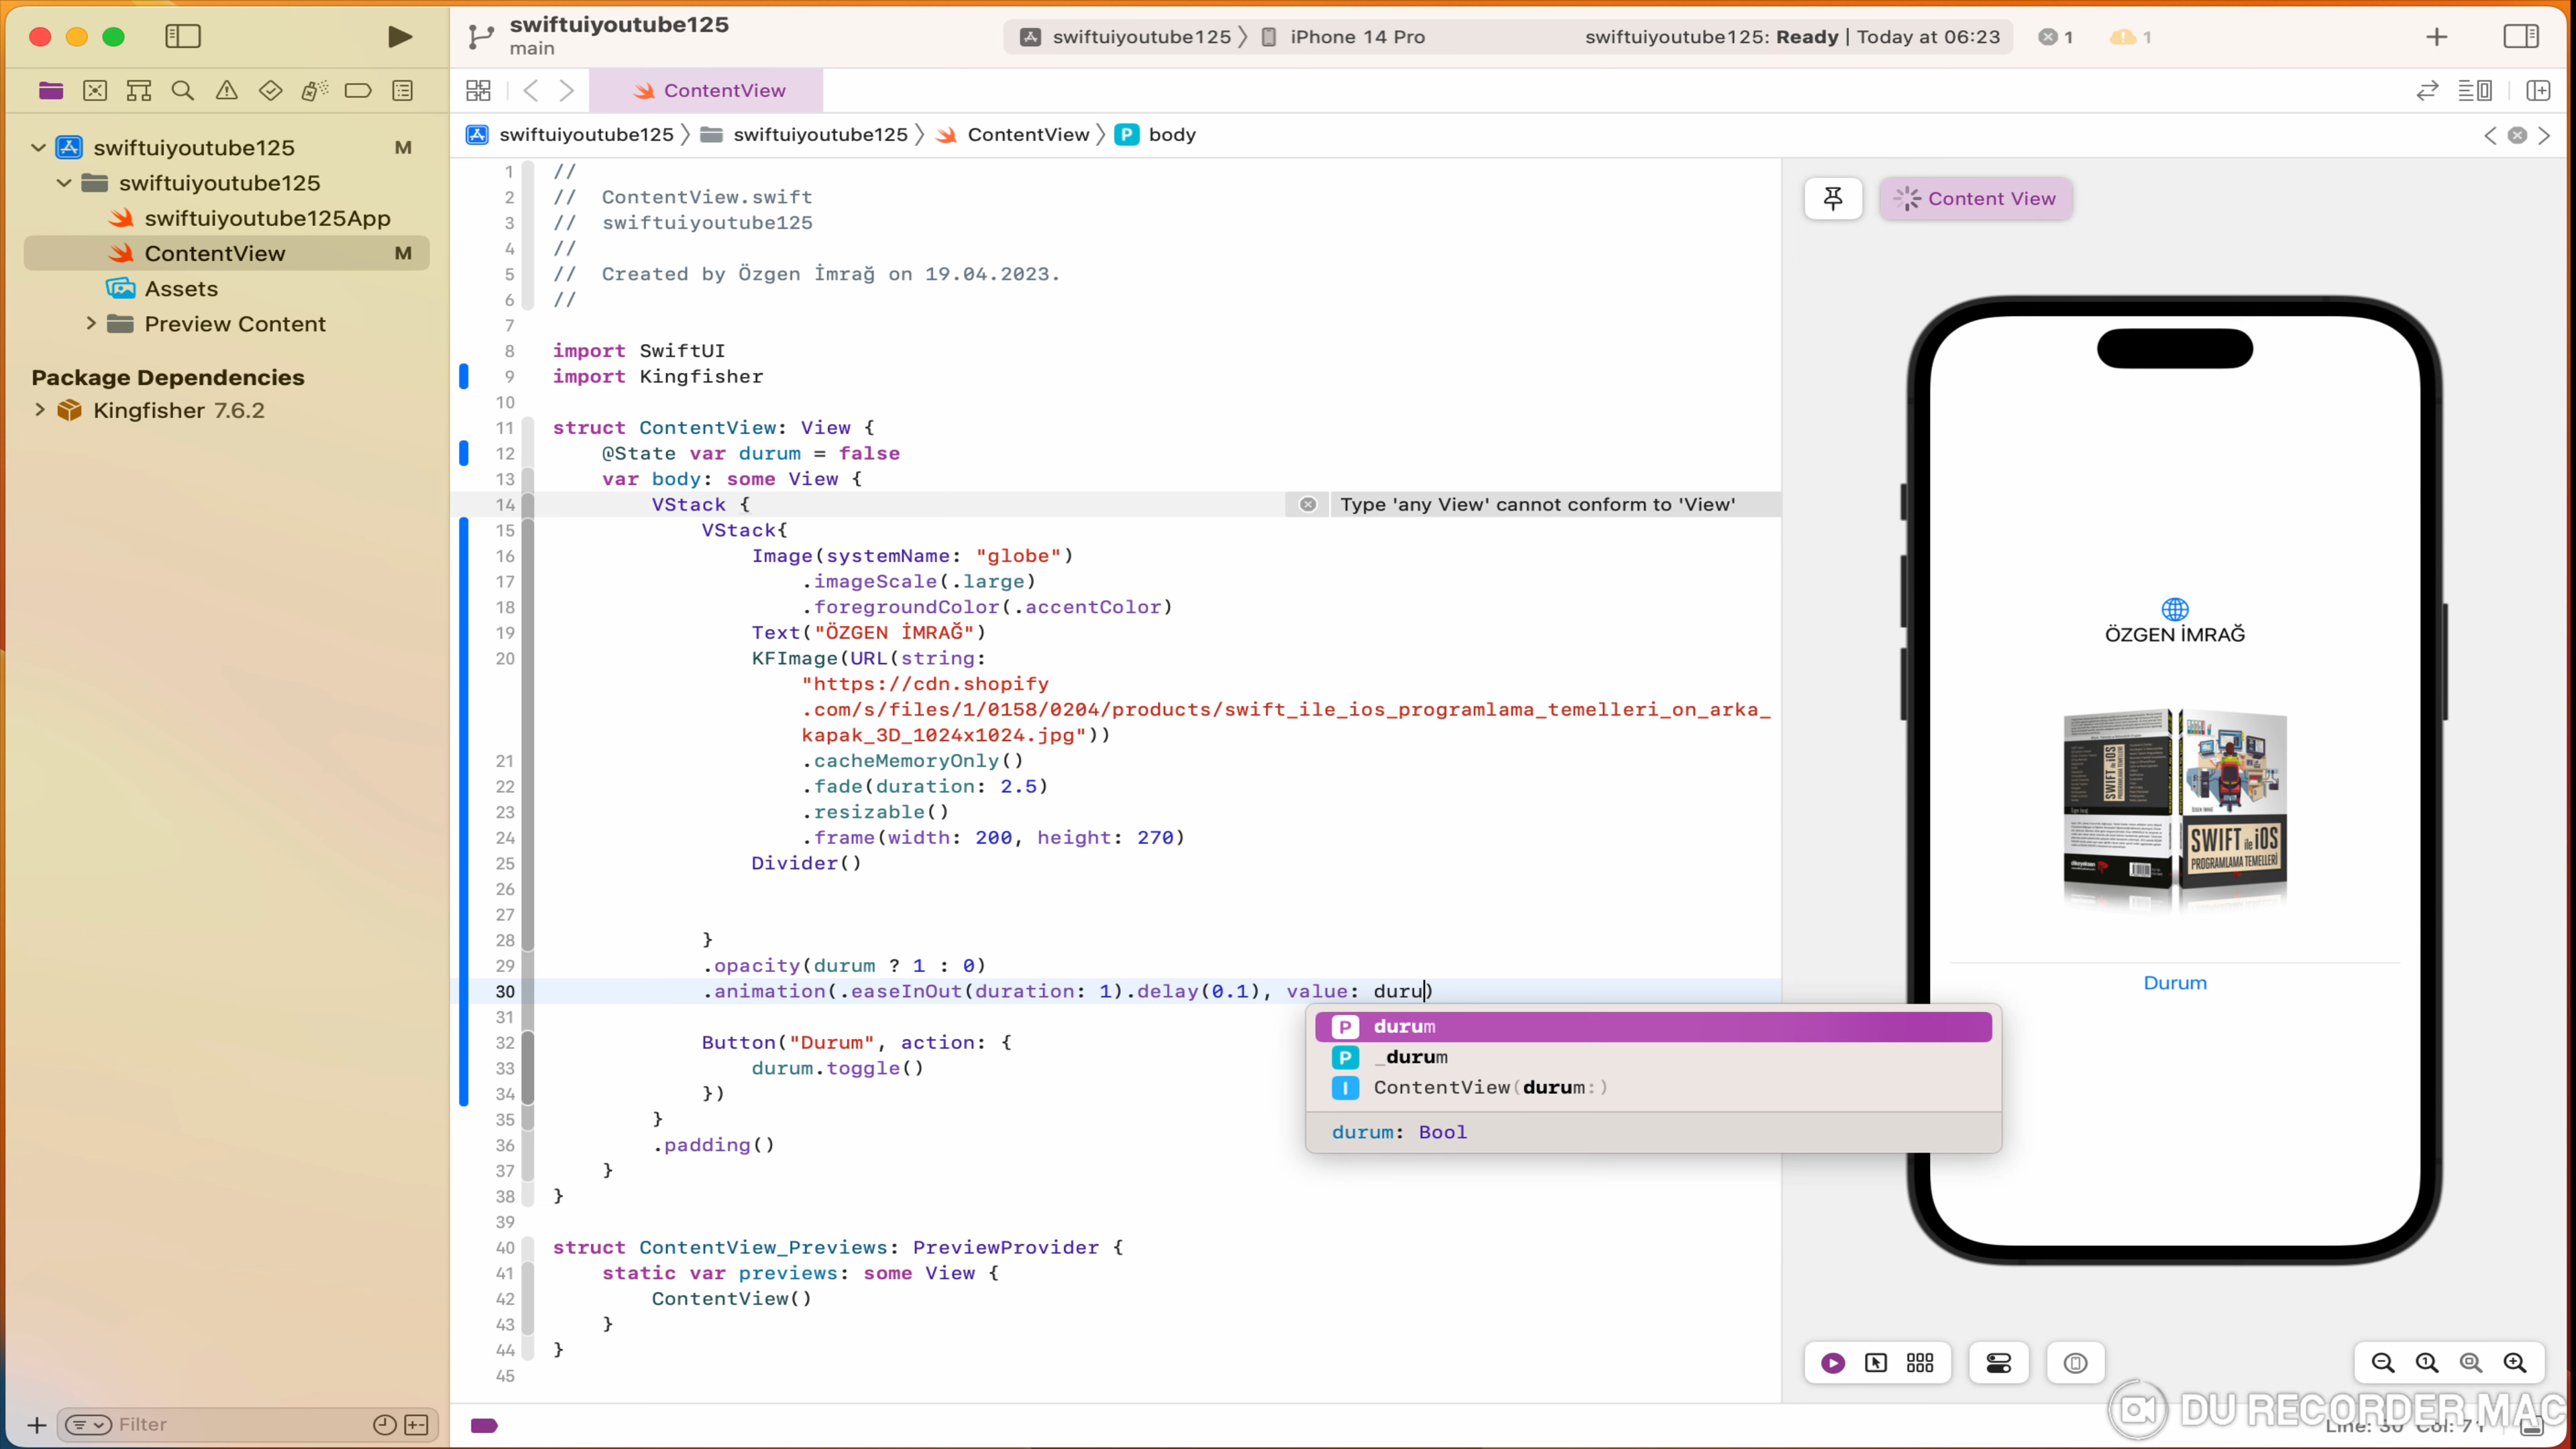 swiftuiyoutube125
main
swiftuiyoutube125 〉 iPhone 14 Pro
swiftuiyoutube125: Ready | Today at 06:23
1
1
ContentView
swiftuiyoutube125 〉 swiftuiyoutube125 〉 ContentView 〉 P body
swiftuiyoutube125 M
swiftuiyoutube125
swiftuiyoutube125App
ContentView M
Assets
Preview Content
Package Dependencies
Kingfisher 7.6.2
Filter
1 //
2 //  ContentView.swift
3 //  swiftuiyoutube125
4 //
5 //  Created by Özgen İmrağ on 19.04.2023.
6 //
7
8 import SwiftUI
9 import Kingfisher
10
11 struct ContentView: View {
12 @State var durum = false
13 var body: some View {
14 VStack {
Type 'any View' cannot conform to 'View'
15 VStack{
16 Image(systemName: "globe")
17 .imageScale(.large)
18 .foregroundColor(.accentColor)
19 Text("ÖZGEN İMRAĞ")
20 KFImage(URL(string:
"https://cdn.shopify
.com/s/files/1/0158/0204/products/swift_ile_ios_programlama_temelleri_on_arka_
kapak_3D_1024x1024.jpg"))
21 .cacheMemoryOnly()
22 .fade(duration: 2.5)
23 .resizable()
24 .frame(width: 200, height: 270)
25 Divider()
26
27
28 }
29 .opacity(durum ? 1 : 0)
30 .animation(.easeInOut(duration: 1).delay(0.1), value: duru)
31
32 Button("Durum", action: {
33 durum.toggle()
34 })
35 }
36 .padding()
37 }
38 }
39
40 struct ContentView_Previews: PreviewProvider {
41 static var previews: some View {
42 ContentView()
43 }
44 }
45
P durum
P _durum
I ContentView(durum:)
durum: Bool
Content View
ÖZGEN İMRAĞ
SWIFT ile iOS
SWIFT ile iOS
PROGRAMLAMA TEMELLERİ
Durum
DU RECORDER MAC
Line: 30 Col: 71